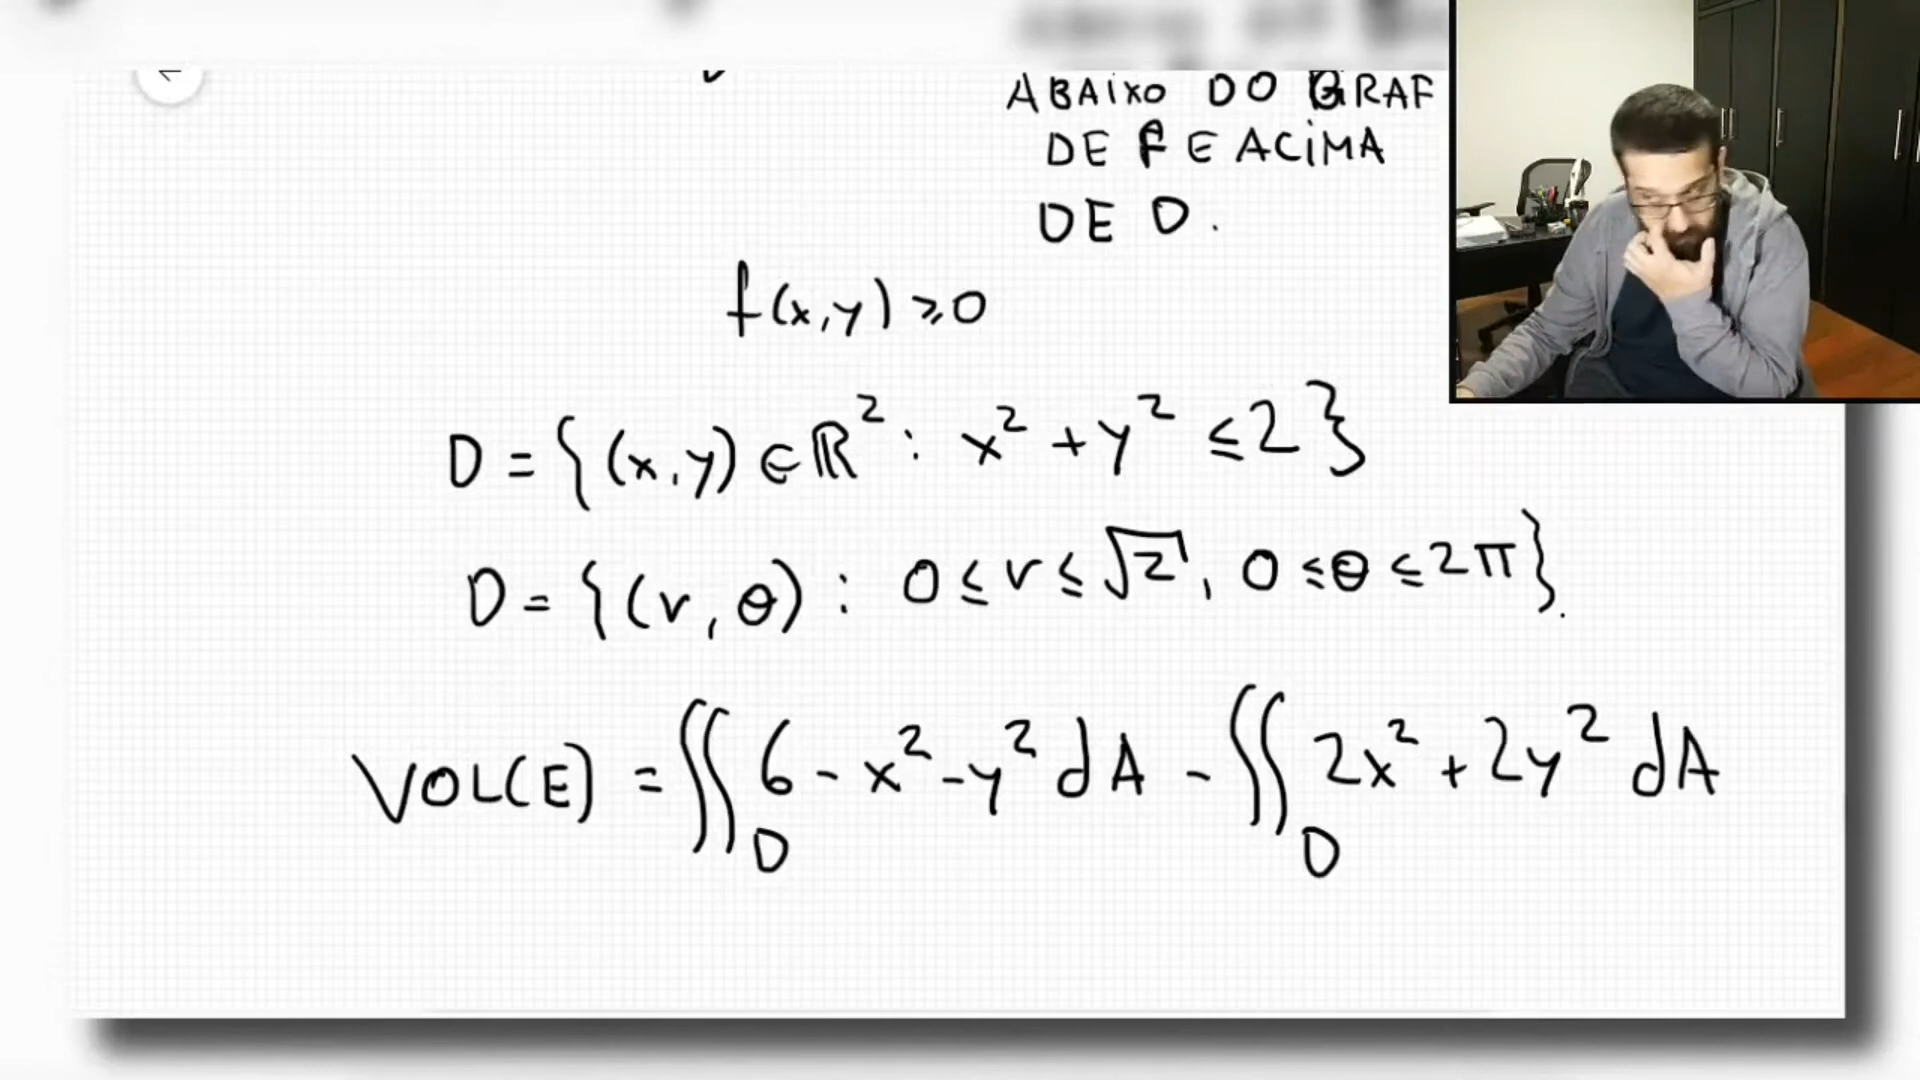 ABAIXO DO GRAF
DE F E ACIMA
DE D.
f(x,y) ⩾ 0
D = {(x,y) ∈ ℝ² : x² + y² ≤ 2}
D = {(r, θ) : 0 ≤ r ≤ √2, 0 ≤ θ ≤ 2π}.
VOL(E) = ∬_D 6 - x² - y² dA - ∬_D 2x² + 2y² dA